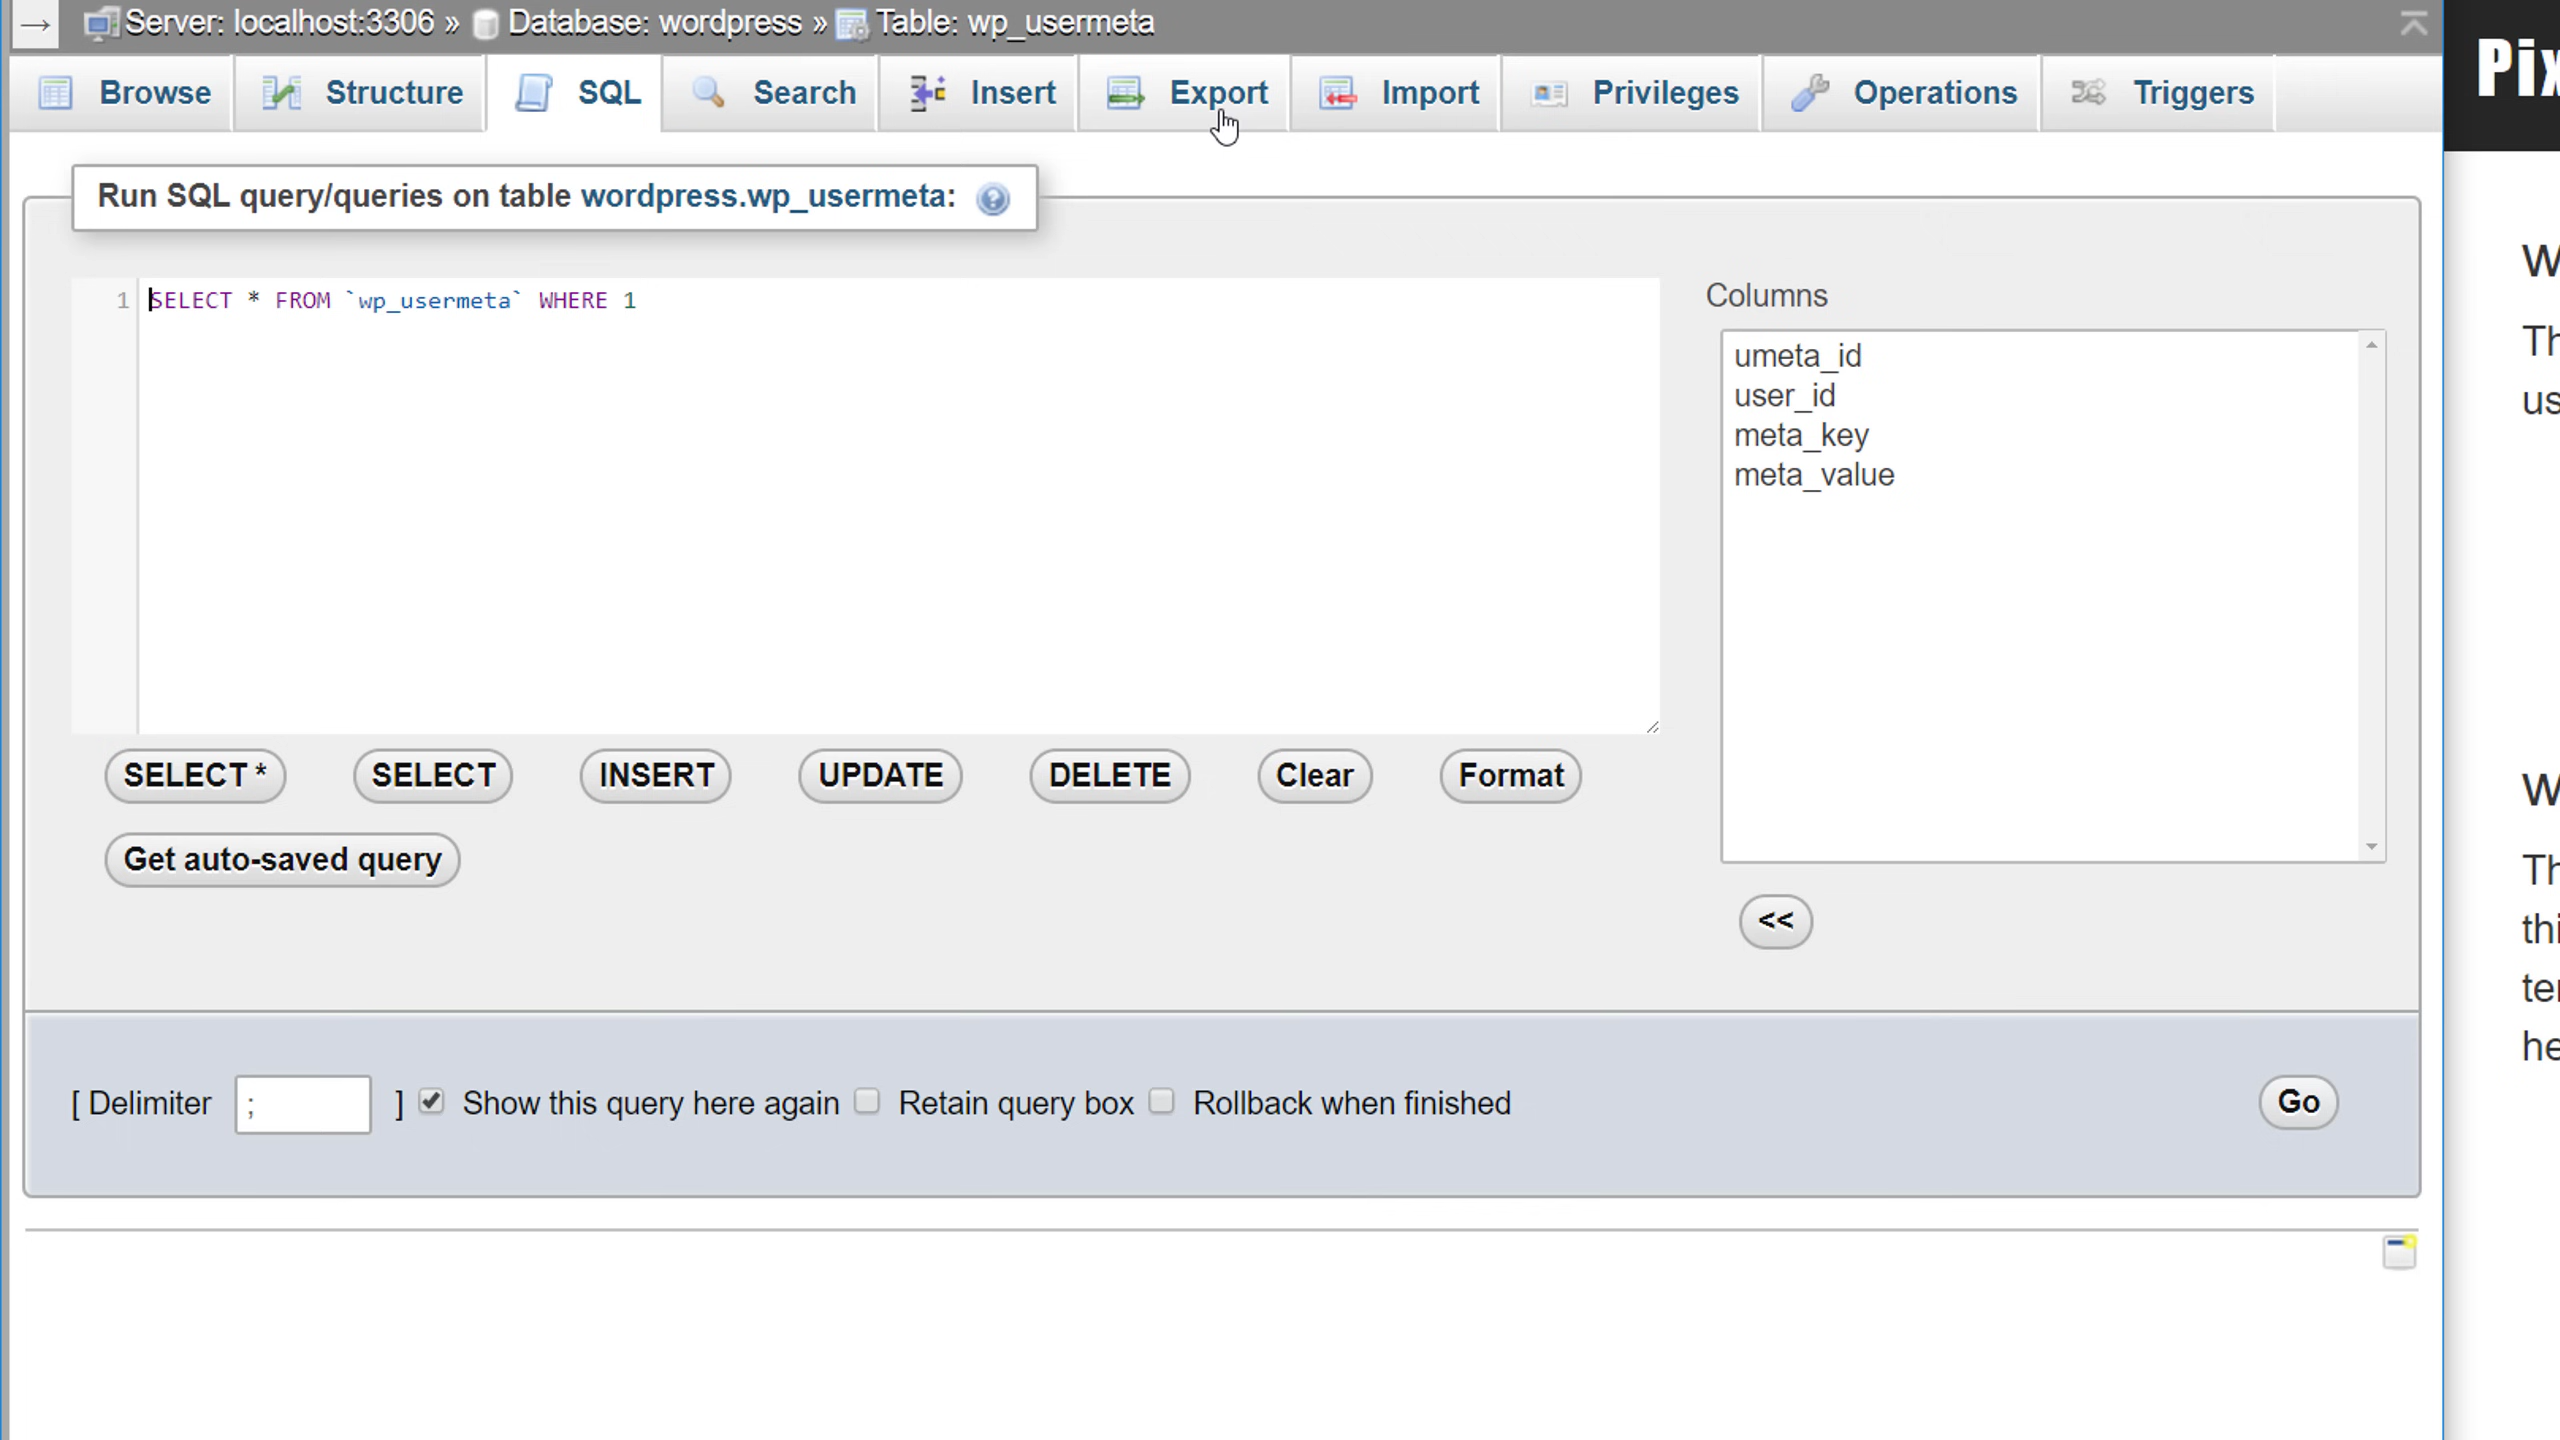 Server: localhost:3306 » Database: wordpress » Table: wp_usermeta
Browse Structure SQL Search Insert Export Import Privileges Operations Triggers
Run SQL query/queries on table wordpress.wp_usermeta:
1 SELECT * FROM `wp_usermeta` WHERE 1
Columns
umeta_id
user_id
meta_key
meta_value
SELECT * SELECT INSERT UPDATE DELETE Clear Format
Get auto-saved query
<<
[ Delimiter ; ] Show this query here again Retain query box Rollback when finished Go